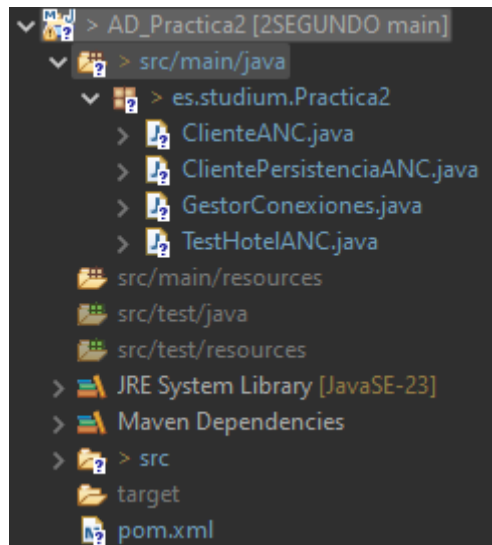 > AD_Practica2 [2SEGUNDO main]
> src/main/java
> es.studium.Practica2
ClienteANC.java
ClientePersistenciaANC.java
GestorConexiones.java
TestHotelANC.java
src/main/resources
src/test/java
src/test/resources
JRE System Library [JavaSE-23]
Maven Dependencies
> src
target
pom.xml